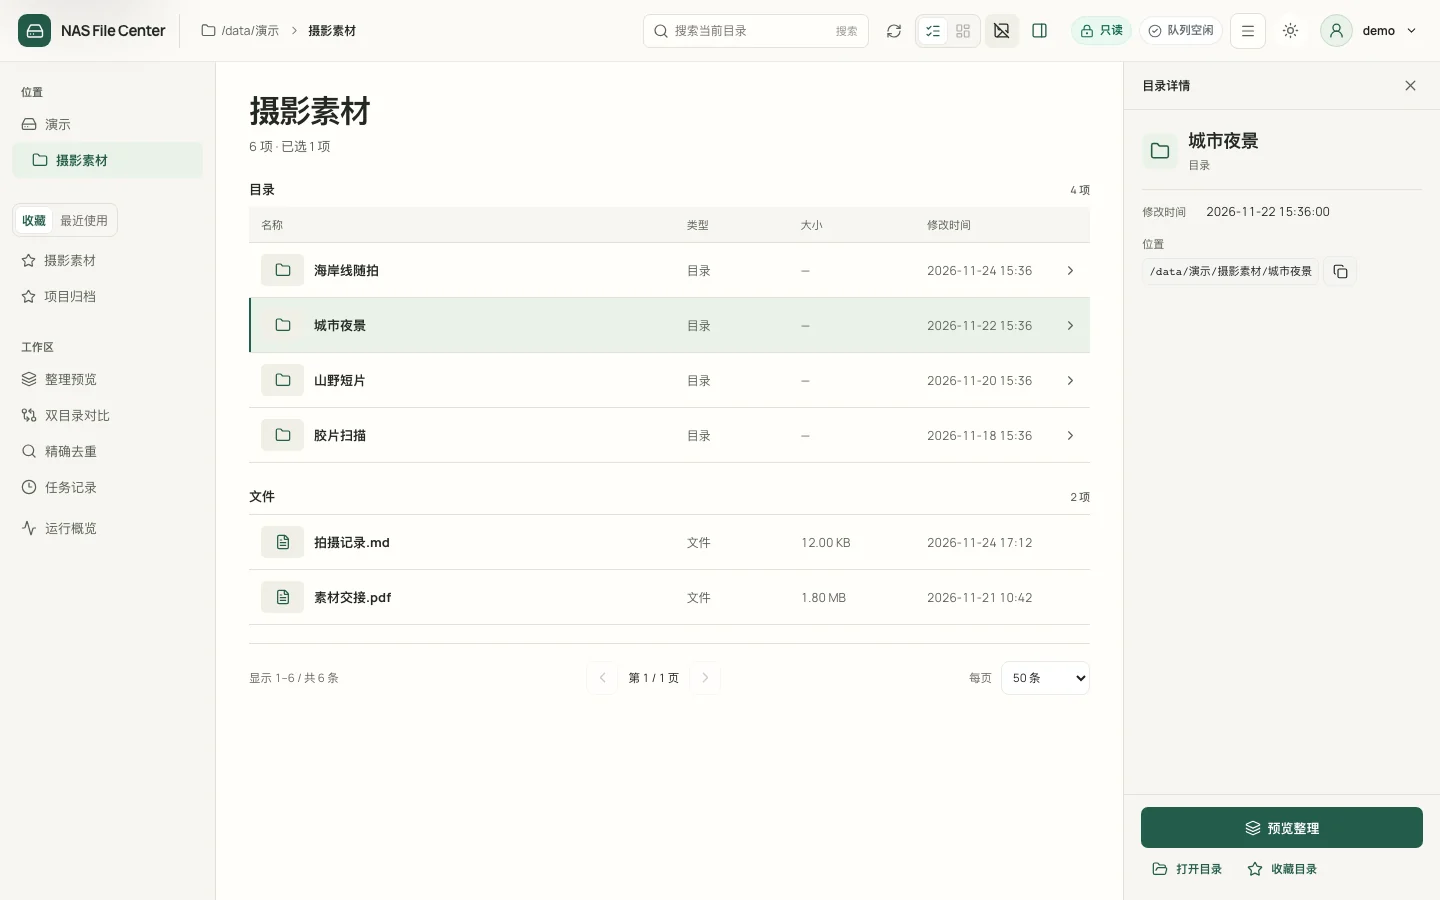 NAS File Center
/data/演示 > 摄影素材
搜索当前目录 搜索
只读
队列空闲
demo
位置
演示
摄影素材
收藏 最近使用
摄影素材
项目归档
工作区
整理预览
双目录对比
精确去重
任务记录
运行概览
摄影素材
6 项 · 已选 1 项
目录 4 项
名称 类型 大小 修改时间
海岸线随拍 目录 — 2026-11-24 15:36
城市夜景 目录 — 2026-11-22 15:36
山野短片 目录 — 2026-11-20 15:36
胶片扫描 目录 — 2026-11-18 15:36
文件 2 项
拍摄记录.md 文件 12.00 KB 2026-11-24 17:12
素材交接.pdf 文件 1.80 MB 2026-11-21 10:42
显示 1–6 / 共 6 条 第 1 / 1 页 每页 50 条
目录详情
城市夜景
目录
修改时间 2026-11-22 15:36:00
位置
/data/演示/摄影素材/城市夜景
预览整理
打开目录 收藏目录